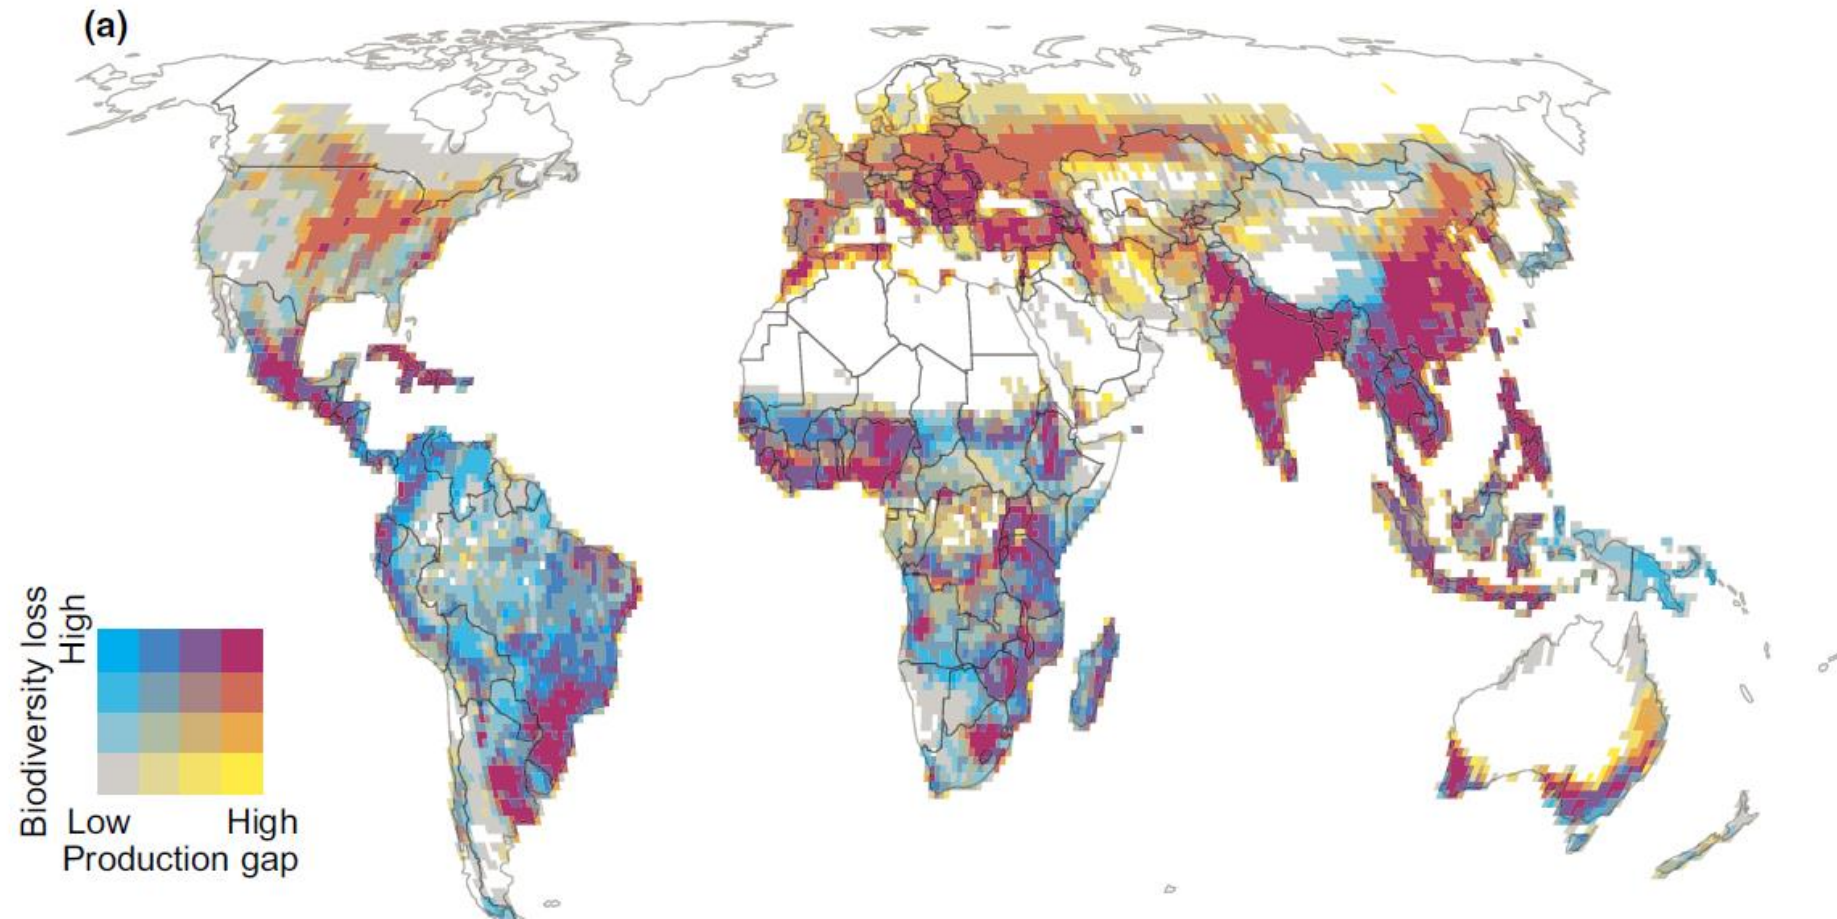 (a)
Biodiversity loss
High
Low High
Production gap